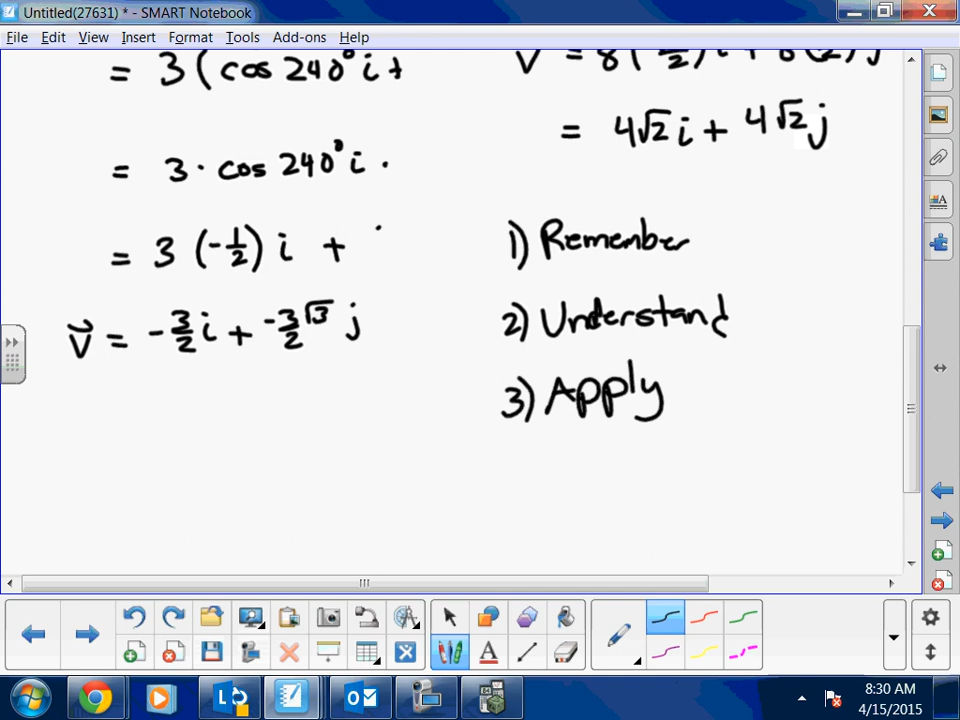 Untitled(27631) * - SMART Notebook
File Edit View Insert Format Tools Add-ons Help
= 3 ( cos 240° i +
= 3 · cos 240° i ·
= 3 (-1/2) i +
v⃗ = -3/2 i + -3/2 √3 j
= 4√2 i + 4√2 j
1) Remember
2) Understand
3) Apply
8:30 AM
4/15/2015